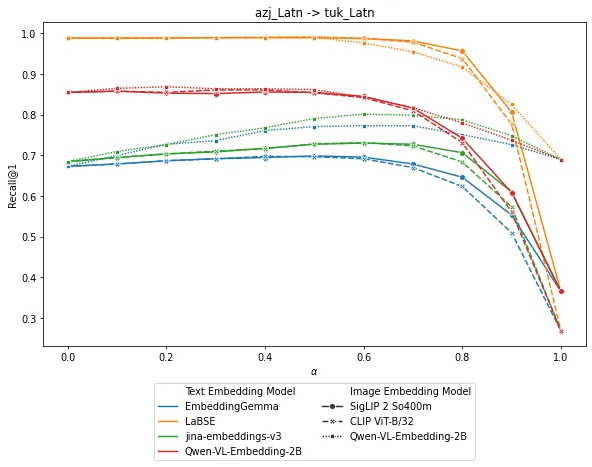 azj_Latn -> tuk_Latn
Recall@1
1.0
0.9
0.8
0.7
0.6
0.5
0.4
0.3
0.0 0.2 0.4 0.6 0.8 1.0
α
Text Embedding Model Image Embedding Model
EmbeddingGemma SigLIP 2 So400m
LaBSE CLIP ViT-B/32
jina-embeddings-v3 Qwen-VL-Embedding-2B
Qwen-VL-Embedding-2B